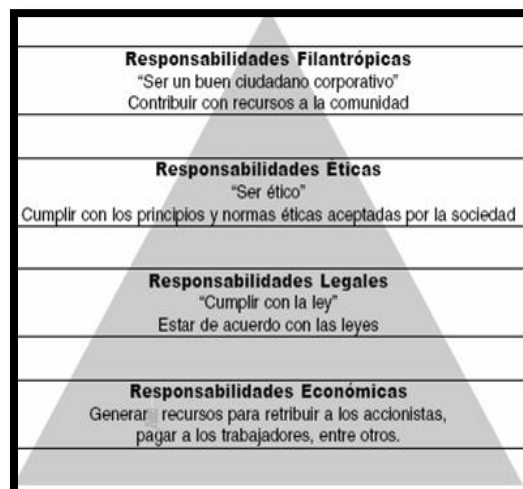 Responsabilidades Filantrópicas
“Ser un buen ciudadano corporativo”
Contribuir con recursos a la comunidad
Responsabilidades Éticas
“Ser ético”
Cumplir con los principios y normas éticas aceptadas por la sociedad
Responsabilidades Legales
“Cumplir con la ley”
Estar de acuerdo con las leyes
Responsabilidades Económicas
Generar recursos para retribuir a los accionistas,
pagar a los trabajadores, entre otros.